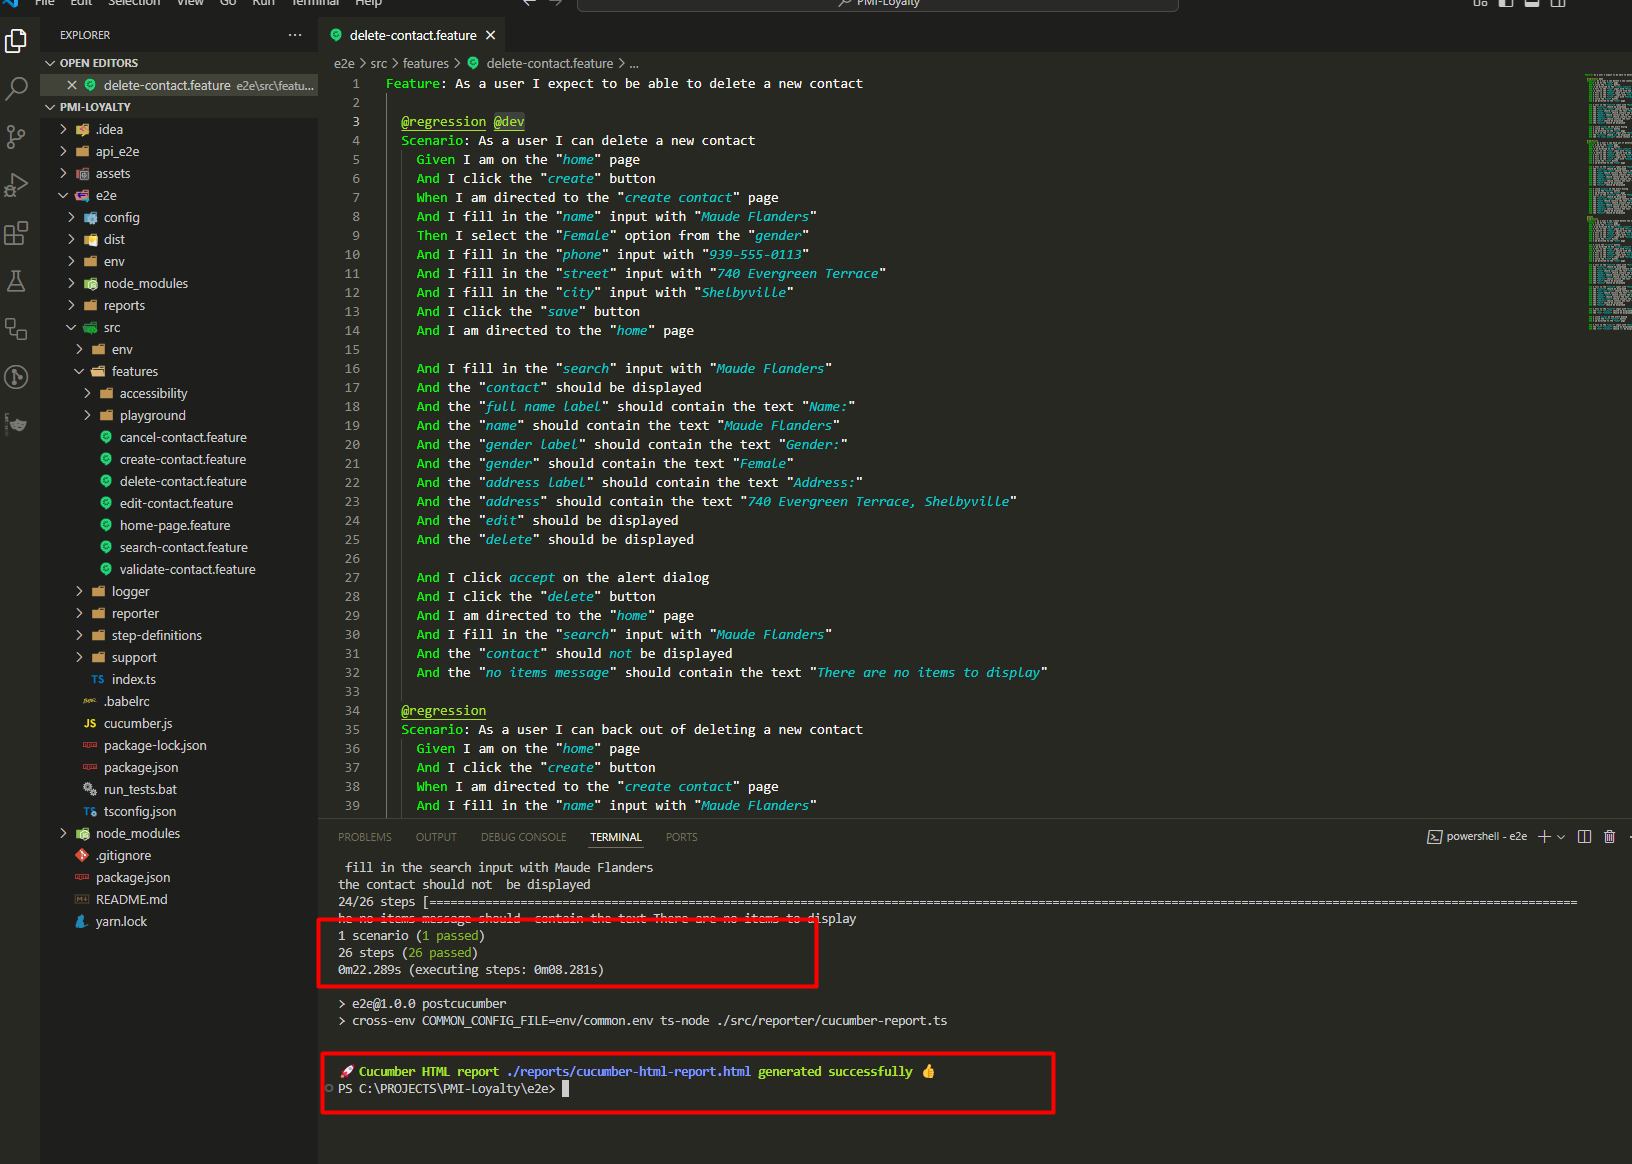 File Edit Selection View Go Run Terminal Help
PMI-Loyalty
EXPLORER
...
OPEN EDITORS
delete-contact.feature e2e\src\featu...
PMI-LOYALTY
.idea
api_e2e
assets
e2e
config
dist
env
node_modules
reports
src
env
features
accessibility
playground
cancel-contact.feature
create-contact.feature
delete-contact.feature
edit-contact.feature
home-page.feature
search-contact.feature
validate-contact.feature
logger
reporter
step-definitions
support
TS index.ts
.babelrc
JS cucumber.js
package-lock.json
package.json
run_tests.bat
tsconfig.json
node_modules
.gitignore
package.json
README.md
yarn.lock
delete-contact.feature
e2e > src > features > delete-contact.feature > ...
1 Feature: As a user I expect to be able to delete a new contact
2
3 @regression @dev
4 Scenario: As a user I can delete a new contact
5 Given I am on the "home" page
6 And I click the "create" button
7 When I am directed to the "create contact" page
8 And I fill in the "name" input with "Maude Flanders"
9 Then I select the "Female" option from the "gender"
10 And I fill in the "phone" input with "939-555-0113"
11 And I fill in the "street" input with "740 Evergreen Terrace"
12 And I fill in the "city" input with "Shelbyville"
13 And I click the "save" button
14 And I am directed to the "home" page
15
16 And I fill in the "search" input with "Maude Flanders"
17 And the "contact" should be displayed
18 And the "full name label" should contain the text "Name:"
19 And the "name" should contain the text "Maude Flanders"
20 And the "gender label" should contain the text "Gender:"
21 And the "gender" should contain the text "Female"
22 And the "address label" should contain the text "Address:"
23 And the "address" should contain the text "740 Evergreen Terrace, Shelbyville"
24 And the "edit" should be displayed
25 And the "delete" should be displayed
26
27 And I click accept on the alert dialog
28 And I click the "delete" button
29 And I am directed to the "home" page
30 And I fill in the "search" input with "Maude Flanders"
31 And the "contact" should not be displayed
32 And the "no items message" should contain the text "There are no items to display"
33
34 @regression
35 Scenario: As a user I can back out of deleting a new contact
36 Given I am on the "home" page
37 And I click the "create" button
38 When I am directed to the "create contact" page
39 And I fill in the "name" input with "Maude Flanders"
PROBLEMS OUTPUT DEBUG CONSOLE TERMINAL PORTS
powershell - e2e
fill in the search input with Maude Flanders
the contact should not  be displayed
24/26 steps [====================================================================
he no items message should  contain the text There are no items to display
1 scenario (1 passed)
26 steps (26 passed)
0m22.289s (executing steps: 0m08.281s)
> e2e@1.0.0 postcucumber
> cross-env COMMON_CONFIG_FILE=env/common.env ts-node ./src/reporter/cucumber-report.ts
🚀 Cucumber HTML report ./reports/cucumber-html-report.html generated successfully 👍
PS C:\PROJECTS\PMI-Loyalty\e2e>